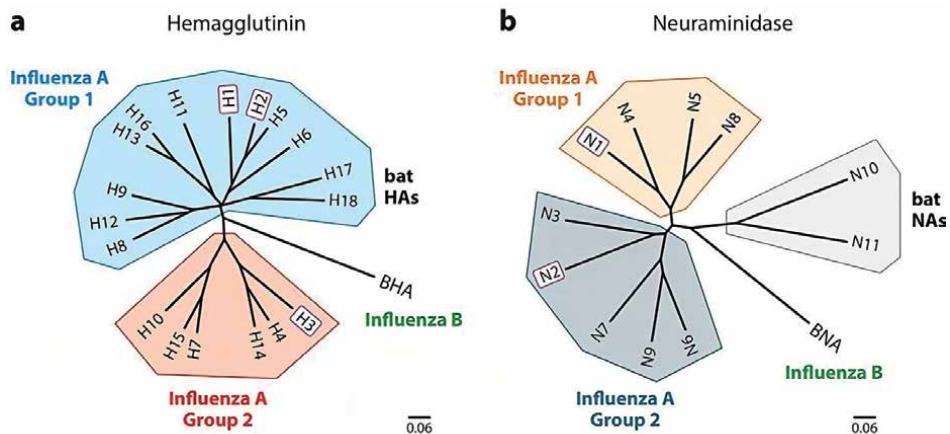 a
Hemagglutinin
Influenza A
Group 1
H11
H1
H2
H5
H16
H13
H6
H9
H17
H18
H12
H8
bat
HAs
BHA
Influenza B
H10
H15
H7
H14
H4
H3
Influenza A
Group 2
0.06
b
Neuraminidase
Influenza A
Group 1
N4
N5
N8
N1
N10
bat
NAs
N3
N11
N2
N7
N9
N6
BNA
Influenza B
Influenza A
Group 2
0.06